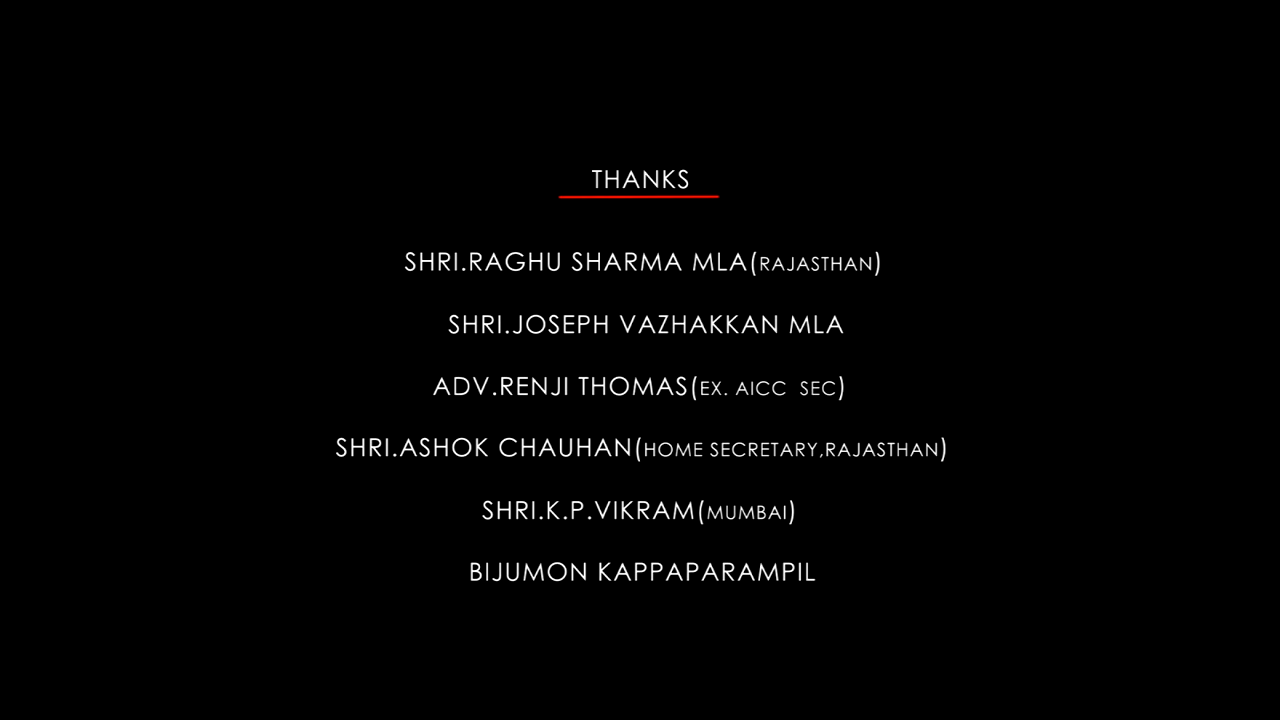 THANKS
SHRI.RAGHU SHARMA MLA(RAJASTHAN)
SHRI.JOSEPH VAZHAKKAN MLA
ADV.RENJI THOMAS(EX. AICC  SEC)
SHRI.ASHOK CHAUHAN(HOME SECRETARY,RAJASTHAN)
SHRI.K.P.VIKRAM(MUMBAI)
BIJUMON KAPPAPARAMPIL